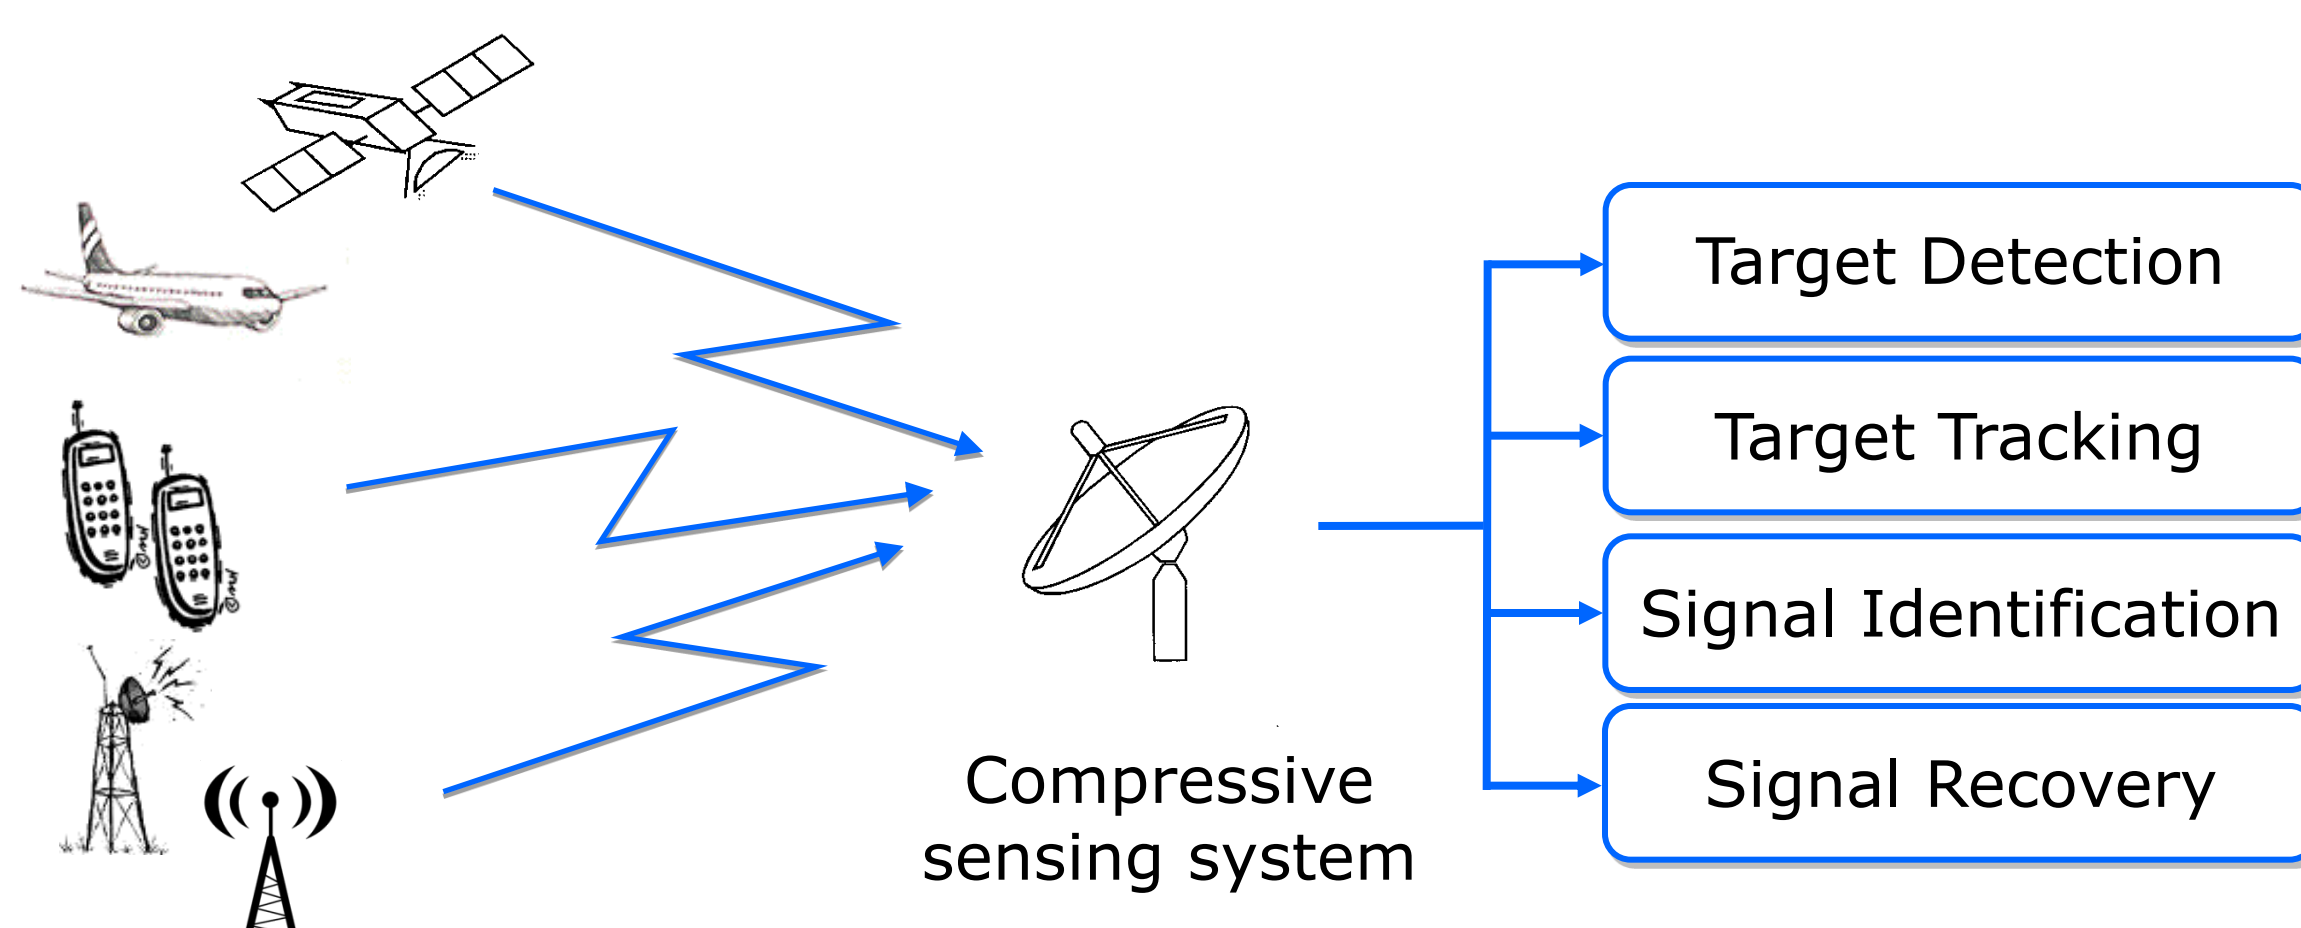 Target Detection
Target Tracking
Signal Identification
Signal Recovery
Compressive
sensing system